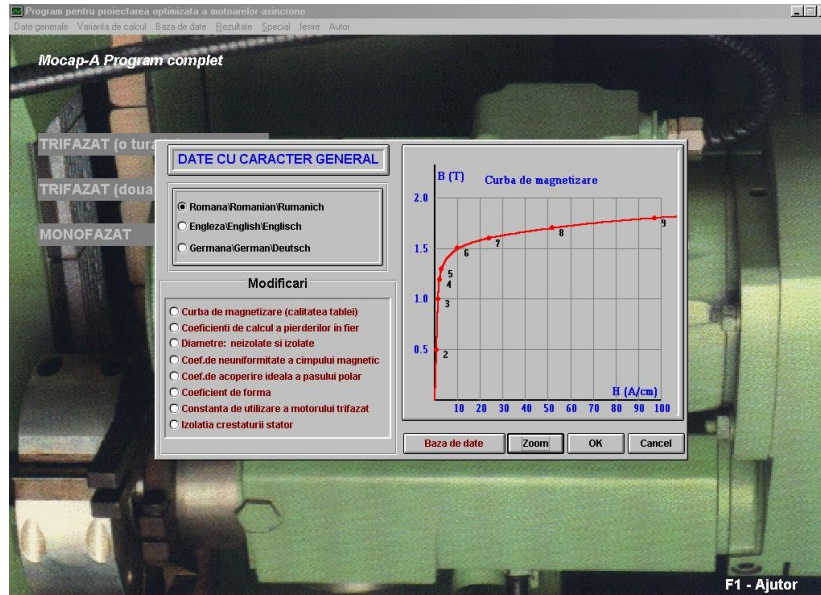 Program pentru proiectarea optimizata a motoarelor asincrone
Date generale Varianta de calcul Baza de date Rezultate Special Iesire Autor
Mocap-A Program complet
TRIFAZAT (o
TRIFAZAT (doua
MONOFAZAT
DATE CU CARACTER GENERAL
Romana\Romanian\Rumanich
Engleza\English\Englisch
Germana\German\Deutsch
Modificari
Curba de magnetizare (calitatea tablei)
Coeficienti de calcul a pierderilor in fier
Diametre: neizolate si izolate
Coef.de neuniformitate a cimpului magnetic
Coef.de acoperire ideala a pasului polar
Coeficient de forma
Constanta de utilizare a motorului trifazat
Izolatia crestaturii stator
B (T)
Curba de magnetizare
2.0
1.5
1.0
0.5
2
3
4
5
6
7
8
9
H (A/cm)
10 20 30 40 50 60 70 80 90 100
Baza de date Zoom OK Cancel
F1 - Ajutor